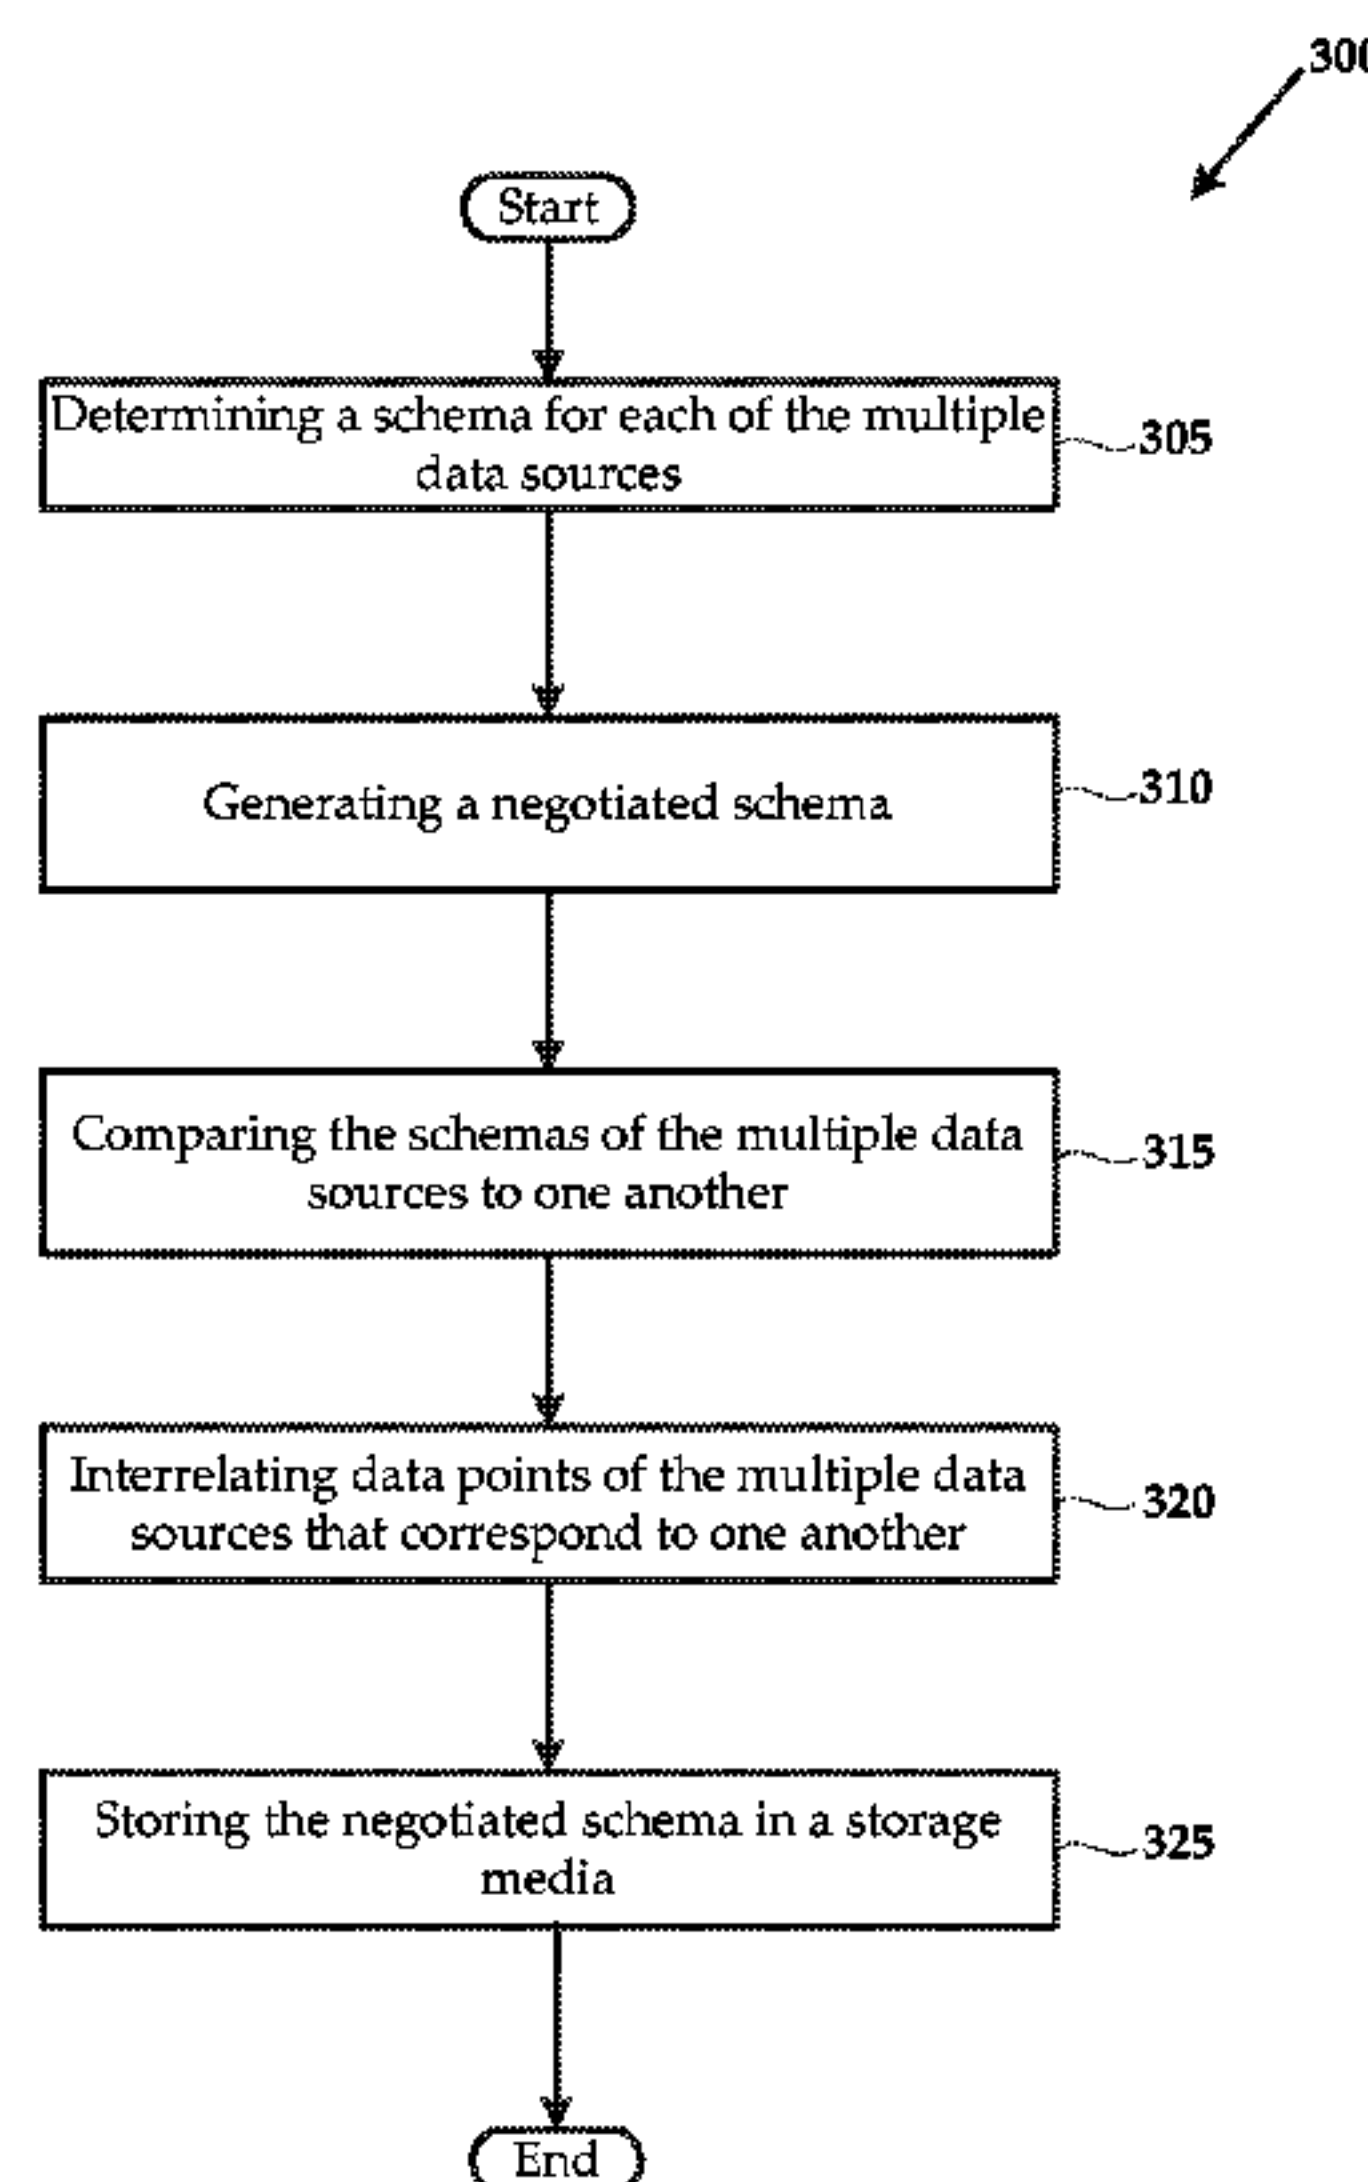 300
Start
Determining a schema for each of the multiple
data sources
305
Generating a negotiated schema
310
Comparing the schemas of the multiple data
sources to one another
315
Interrelating data points of the multiple data
sources that correspond to one another
320
Storing the negotiated schema in a storage
media
325
End